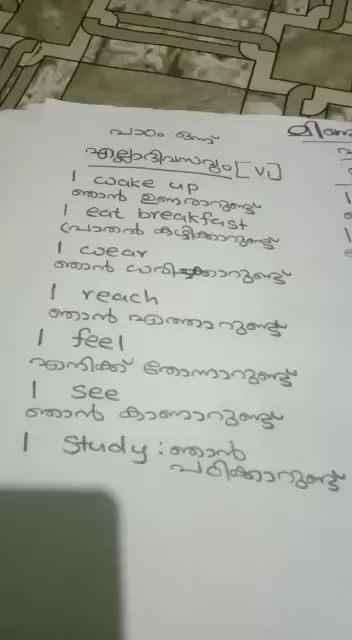 പാഠം ഒന്ന്
എല്ലാദിവസവും [V1]
I wake up
ഞാൻ ഉണരാറുണ്ട്
I eat breakfast
പ്രാതൽ കഴിക്കാറുണ്ട്
I wear
ഞാൻ ധരിക്കാറുണ്ട്
I reach
ഞാൻ എത്താറുണ്ട്
I feel
എനിക്ക് തോന്നാറുണ്ട്
I see
ഞാൻ കാണാറുണ്ട്
I study : ഞാൻ
പഠിക്കാറുണ്ട്